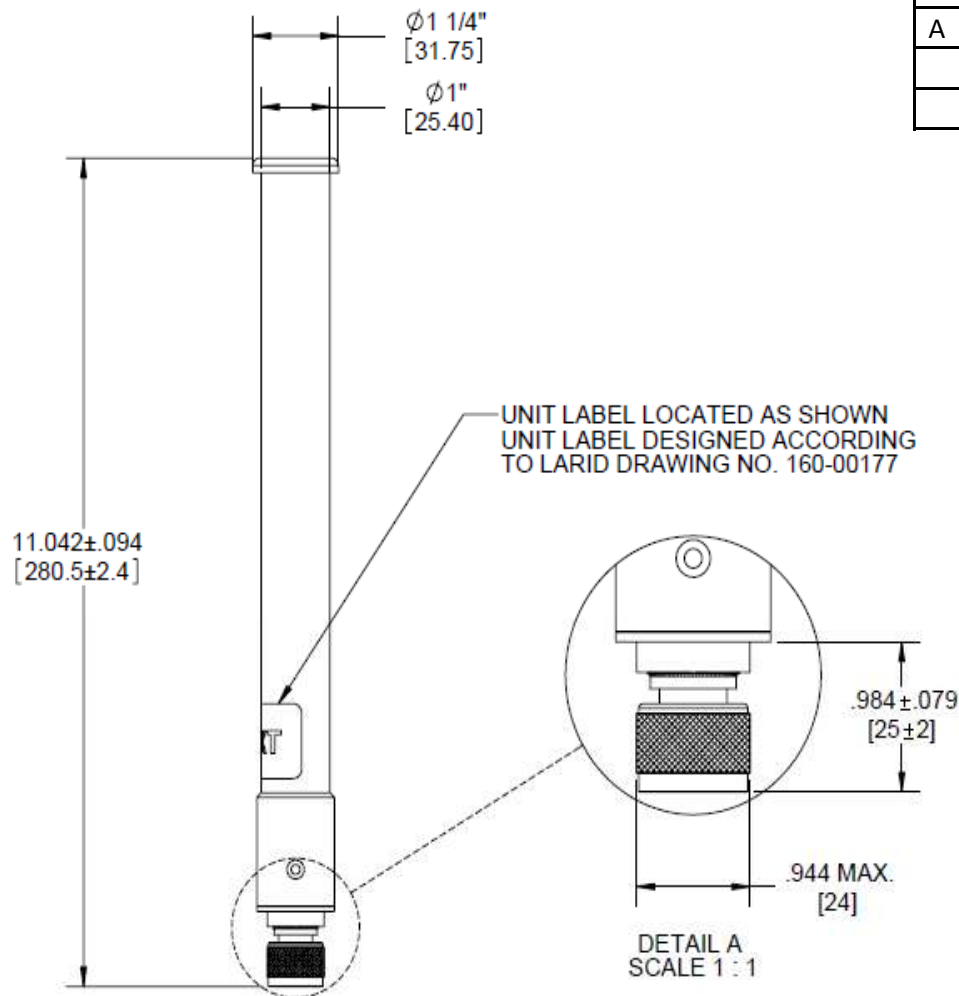 Ø1 1/4"
[31.75]
A
Ø1"
[25.40]
UNIT LABEL LOCATED AS SHOWN
UNIT LABEL DESIGNED ACCORDING
TO LARID DRAWING NO. 160-00177
11.042±.094
[280.5±2.4]
.984±.079
[25±2]
.944 MAX.
[24]
DETAIL A
SCALE 1 : 1